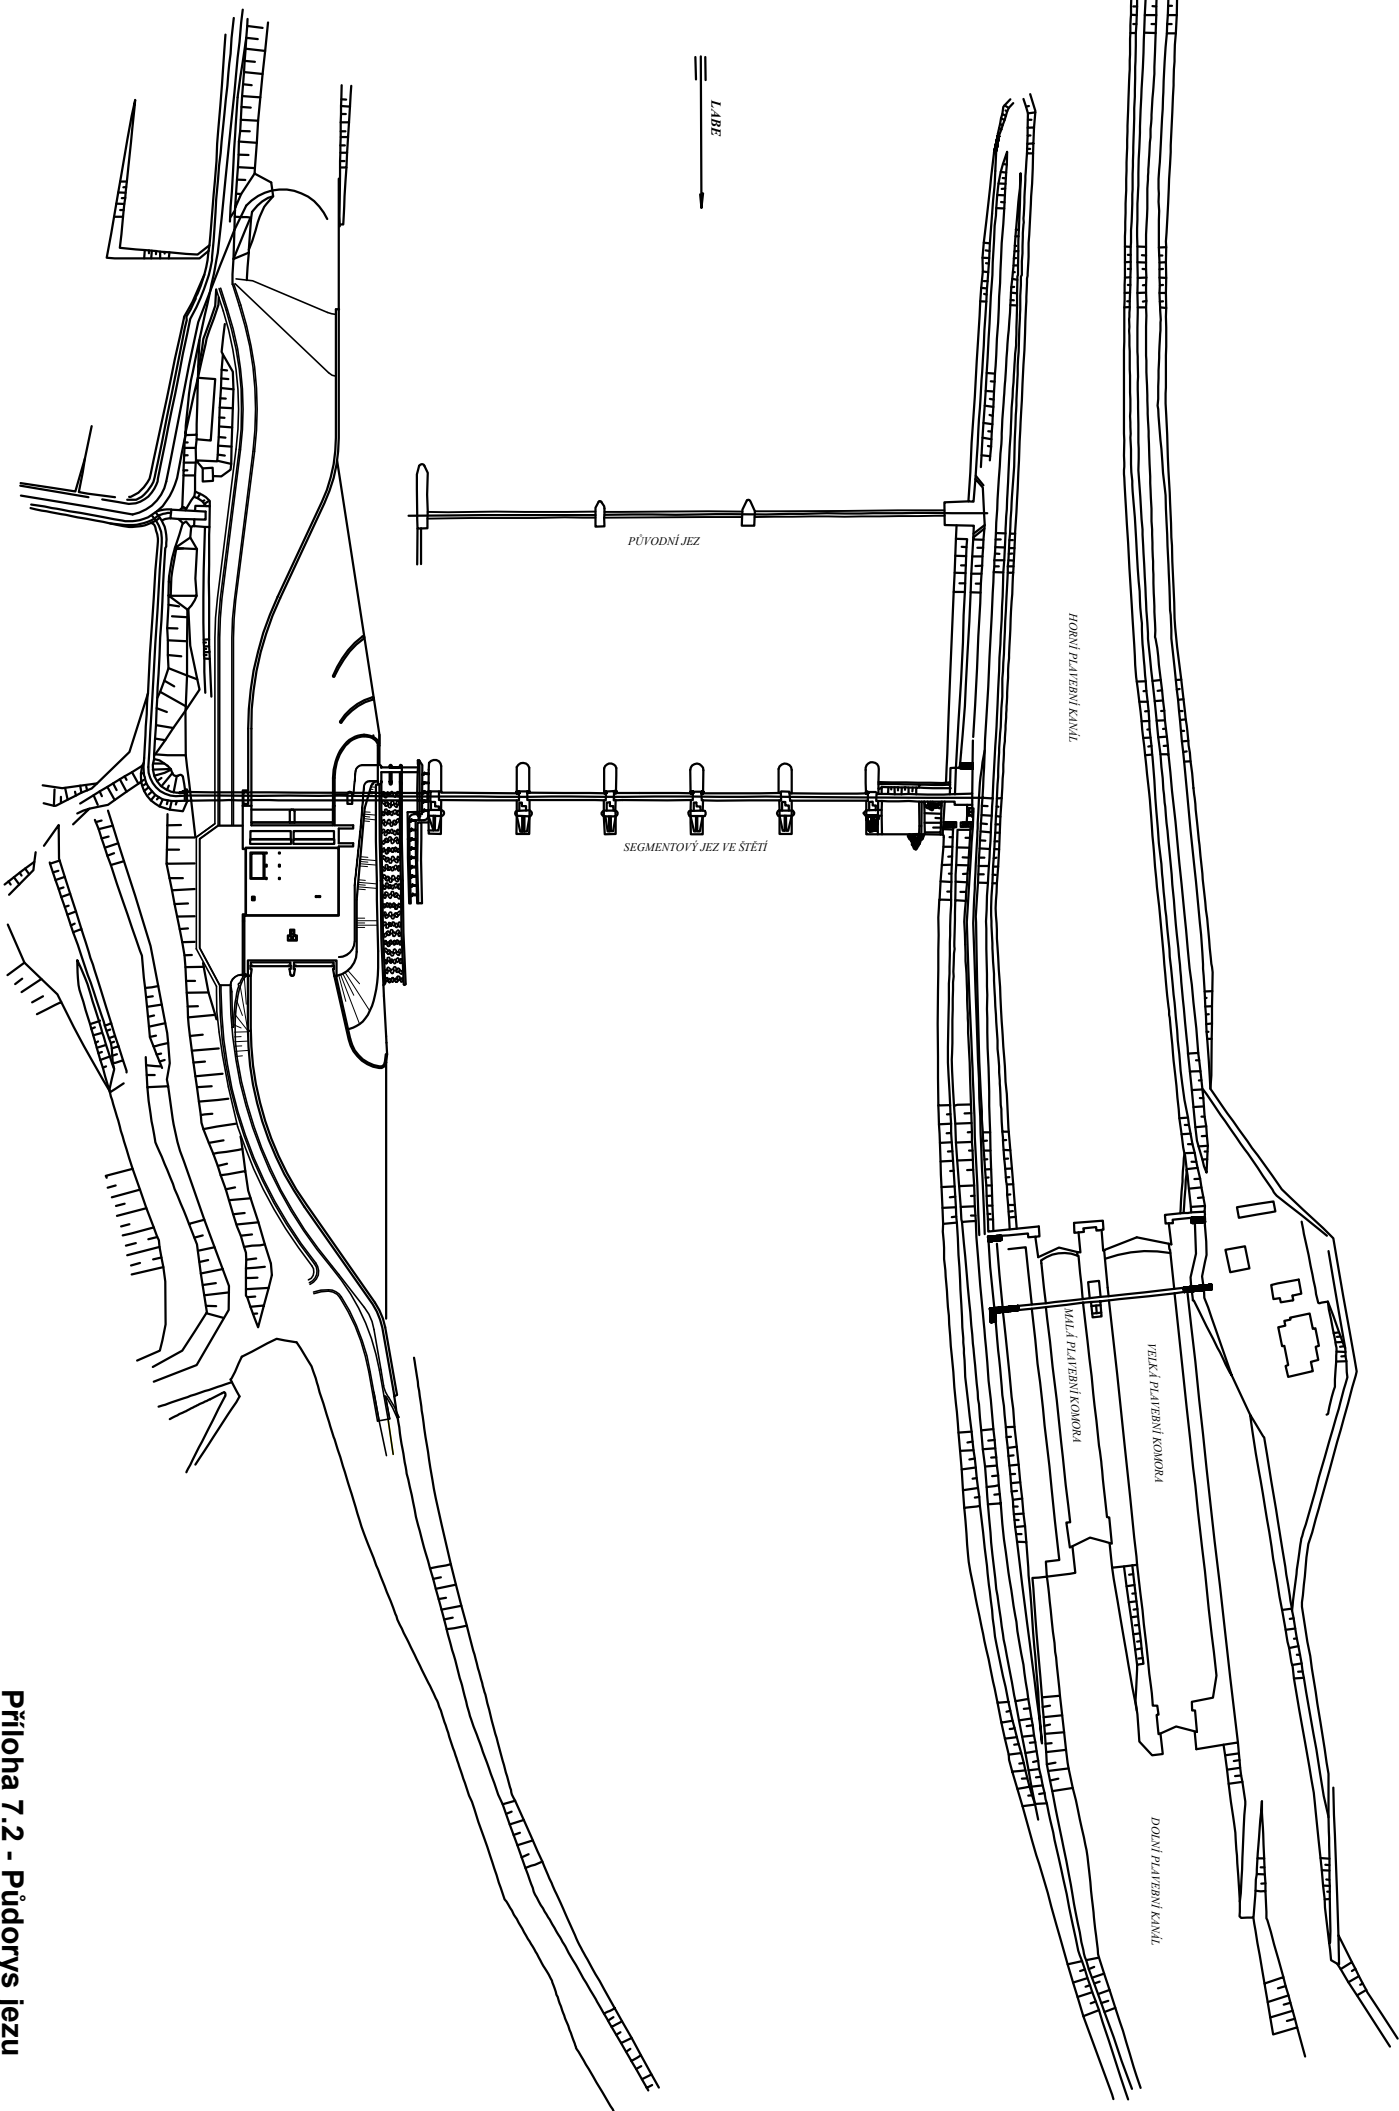 LABE
PŮVODNÍ JEZ
HORNÍ PLAVEBNÍ KANÁL
SEGMENTOVÝ JEZ VE ŠTĚTÍ
MALÁ PLAVEBNÍ KOMORA
VELKÁ PLAVEBNÍ KOMORA
DOLNÍ PLAVEBNÍ KANÁL
Příloha 7.2 - Půdorys jezu